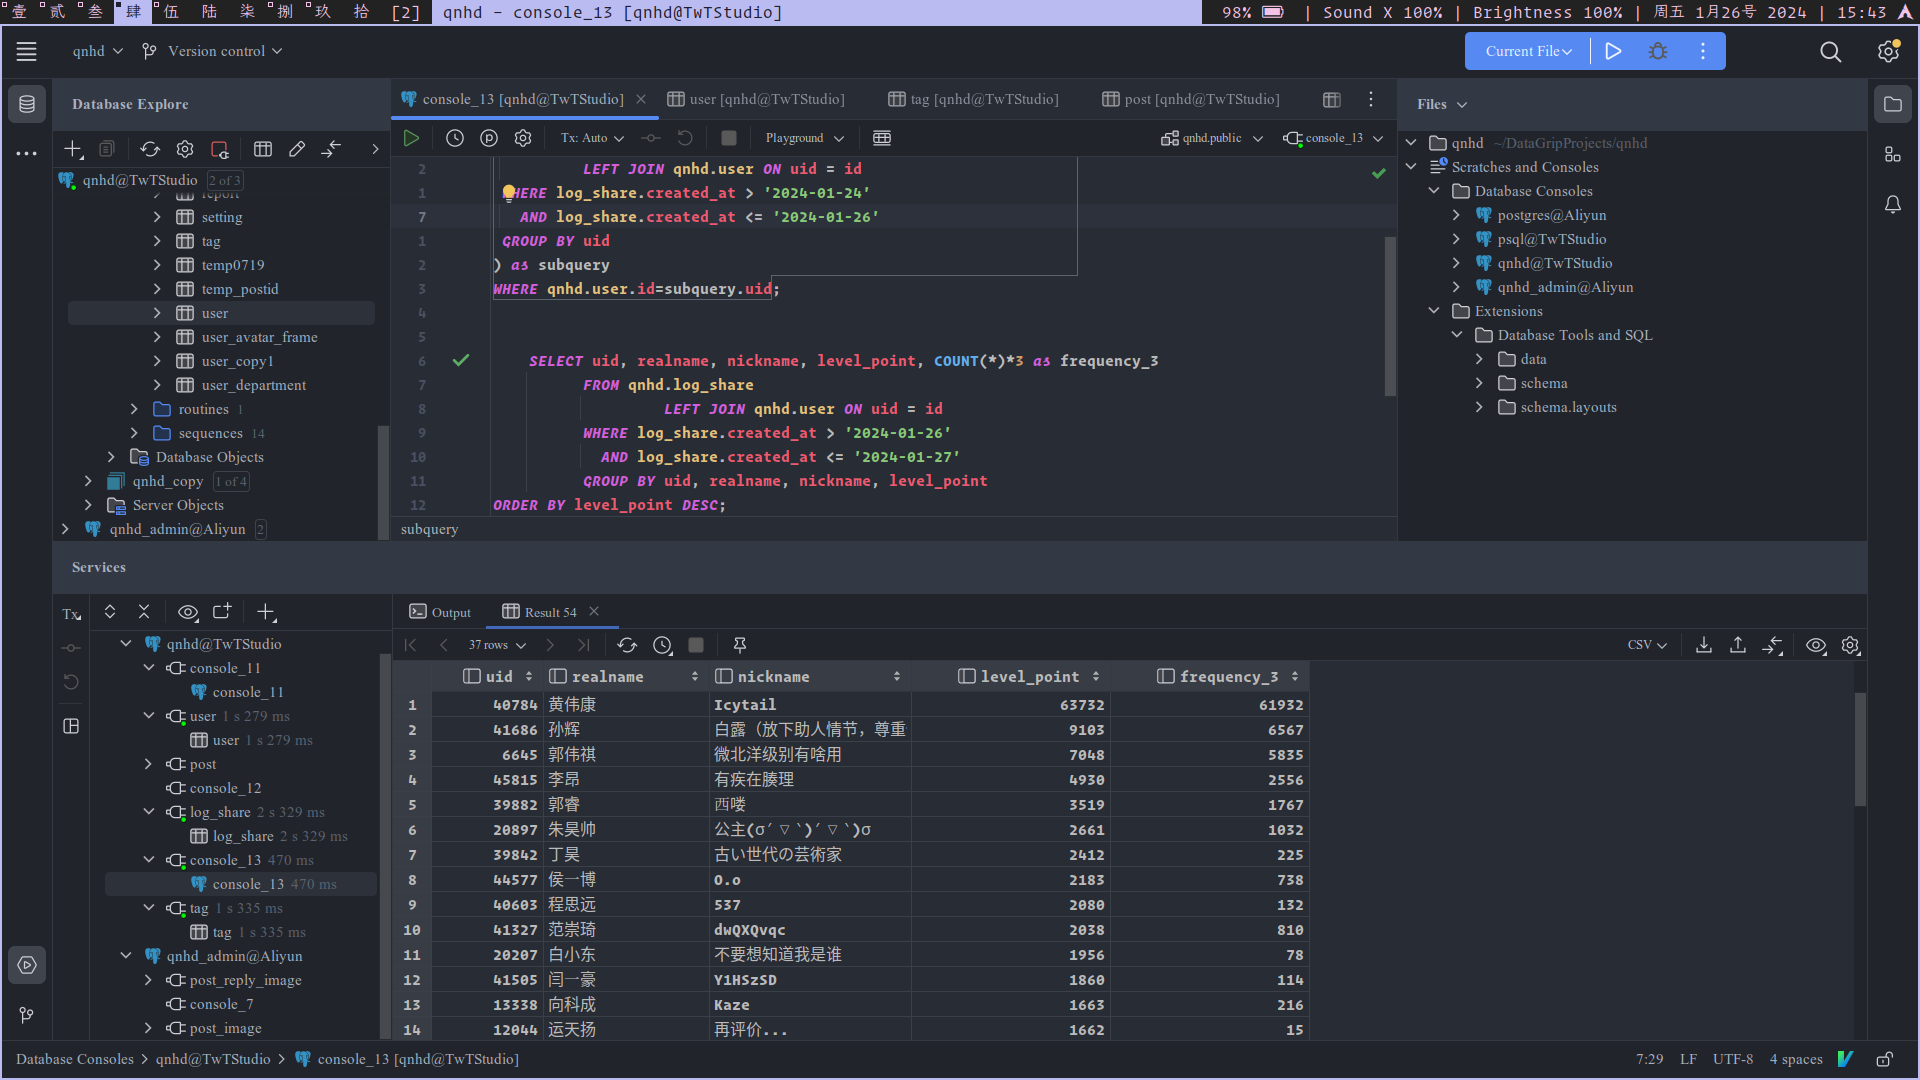 壹 贰 叁 肆 伍 陆 柒 捌 玖 拾 [2] qnhd - console_13 [qnhd@TwTStudio] 98% | Sound X 100% | Brightness 100% | 周五 1月26号 2024 | 15:43
qnhd Version control Current File
Database Explore
console_13 [qnhd@TwTStudio] user [qnhd@TwTStudio] tag [qnhd@TwTStudio] post [qnhd@TwTStudio]
Files
Tx: Auto Playground qnhd.public console_13
qnhd@TwTStudio 2 of 3
report
setting
tag
temp0719
temp_postid
user
user_avatar_frame
user_copy1
user_department
routines 1
sequences 14
Database Objects
qnhd_copy 1 of 4
Server Objects
qnhd_admin@Aliyun 2
2 LEFT JOIN qnhd.user ON uid = id
1 WHERE log_share.created_at > '2024-01-24'
7 AND log_share.created_at <= '2024-01-26'
1 GROUP BY uid
2 ) as subquery
3 WHERE qnhd.user.id=subquery.uid;
4
5
6 SELECT uid, realname, nickname, level_point, COUNT(*)*3 as frequency_3
7 FROM qnhd.log_share
8 LEFT JOIN qnhd.user ON uid = id
9 WHERE log_share.created_at > '2024-01-26'
10 AND log_share.created_at <= '2024-01-27'
11 GROUP BY uid, realname, nickname, level_point
12 ORDER BY level_point DESC;
subquery
qnhd ~/DataGripProjects/qnhd
Scratches and Consoles
Database Consoles
postgres@Aliyun
psql@TwTStudio
qnhd@TwTStudio
qnhd_admin@Aliyun
Extensions
Database Tools and SQL
data
schema
schema.layouts
Services
Tx
qnhd@TwTStudio
console_11
console_11
user 1 s 279 ms
user 1 s 279 ms
post
console_12
log_share 2 s 329 ms
log_share 2 s 329 ms
console_13 470 ms
console_13 470 ms
tag 1 s 335 ms
tag 1 s 335 ms
qnhd_admin@Aliyun
post_reply_image
console_7
post_image
Output Result 54
37 rows CSV
uid realname nickname level_point frequency_3
1 40784 黄伟康 Icytail 63732 61932
2 41686 孙辉 白露（放下助人情节，尊重 9103 6567
3 6645 郭伟祺 微北洋级别有啥用 7048 5835
4 45815 李昂 有疾在腠理 4930 2556
5 39882 郭睿 西喽 3519 1767
6 20897 朱昊帅 公主(σ′▽‵)′▽‵)σ 2661 1032
7 39842 丁昊 古い世代の芸術家 2412 225
8 44577 侯一博 O.o 2183 738
9 40603 程思远 537 2080 132
10 41327 范崇琦 dwQXQvqc 2038 810
11 20207 白小东 不要想知道我是谁 1956 78
12 41505 闫一豪 Y1HSzSD 1860 114
13 13338 向科成 Kaze 1663 216
14 12044 运天扬 再评价... 1662 15
Database Consoles > qnhd@TwTStudio > console_13 [qnhd@TwTStudio] 7:29 LF UTF-8 4 spaces